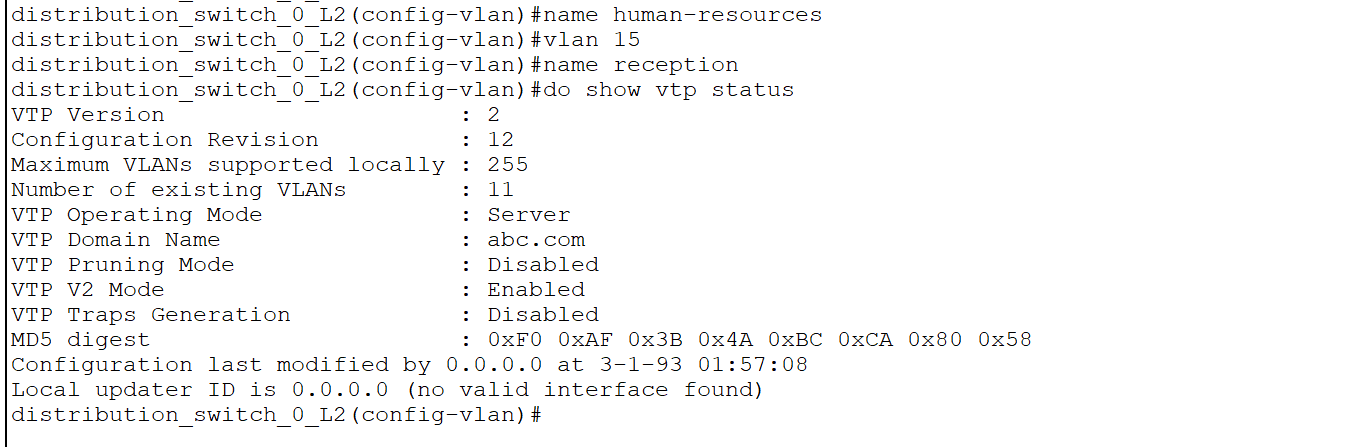 distribution_switch_0_L2(config-vlan)#name human-resources
distribution_switch_0_L2(config-vlan)#vlan 15
distribution_switch_0_L2(config-vlan)#name reception
distribution_switch_0_L2(config-vlan)#do show vtp status
VTP Version                     : 2
Configuration Revision          : 12
Maximum VLANs supported locally : 255
Number of existing VLANs        : 11
VTP Operating Mode              : Server
VTP Domain Name                 : abc.com
VTP Pruning Mode                : Disabled
VTP V2 Mode                     : Enabled
VTP Traps Generation            : Disabled
MD5 digest                      : 0xF0 0xAF 0x3B 0x4A 0xBC 0xCA 0x80 0x58
Configuration last modified by 0.0.0.0 at 3-1-93 01:57:08
Local updater ID is 0.0.0.0 (no valid interface found)
distribution_switch_0_L2(config-vlan)#